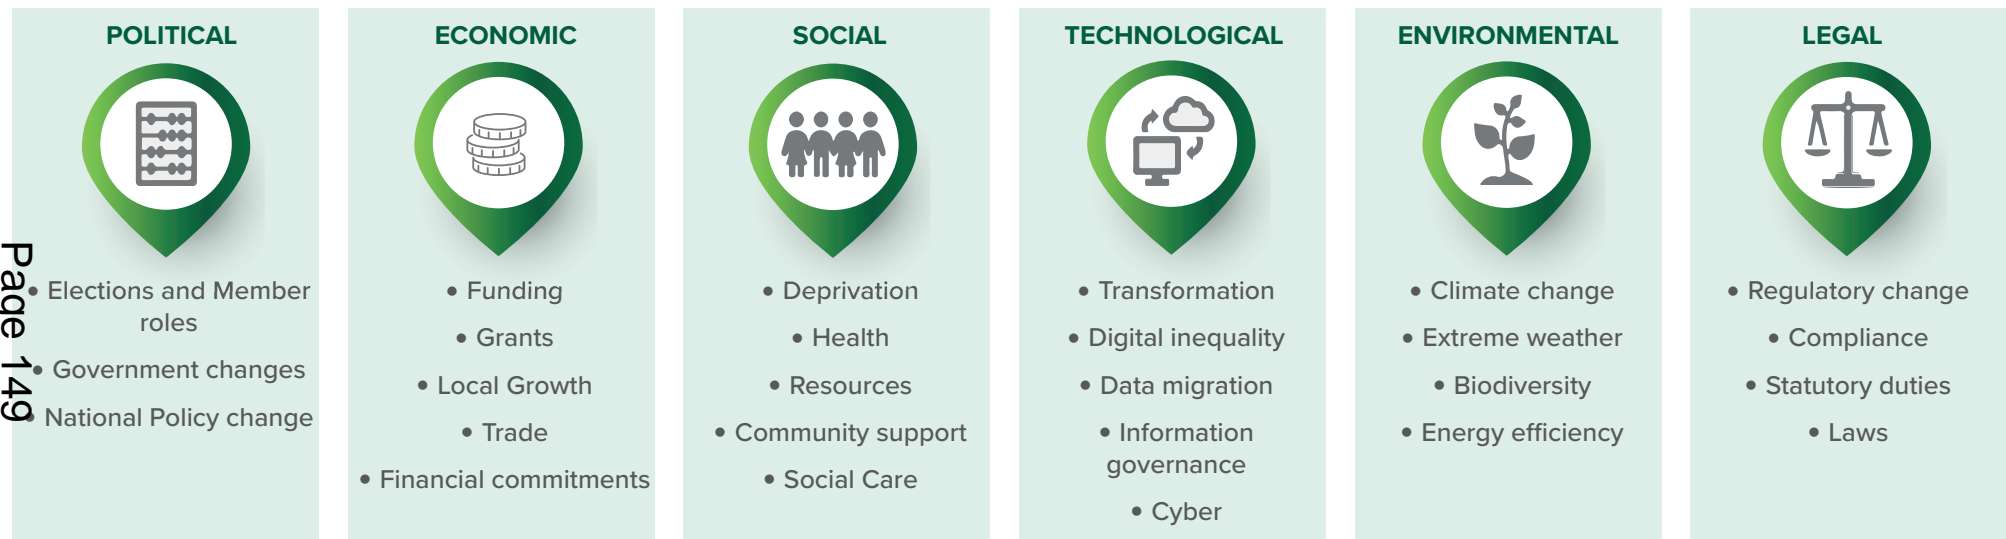 POLITICAL
• Elections and Member
roles
• Government changes
• National Policy change
ECONOMIC
• Funding
• Grants
• Local Growth
• Trade
• Financial commitments
SOCIAL
• Deprivation
• Health
• Resources
• Community support
• Social Care
TECHNOLOGICAL
• Transformation
• Digital inequality
• Data migration
• Information
governance
• Cyber
ENVIRONMENTAL
• Climate change
• Extreme weather
• Biodiversity
• Energy efficiency
LEGAL
• Regulatory change
• Compliance
• Statutory duties
• Laws
Page 149